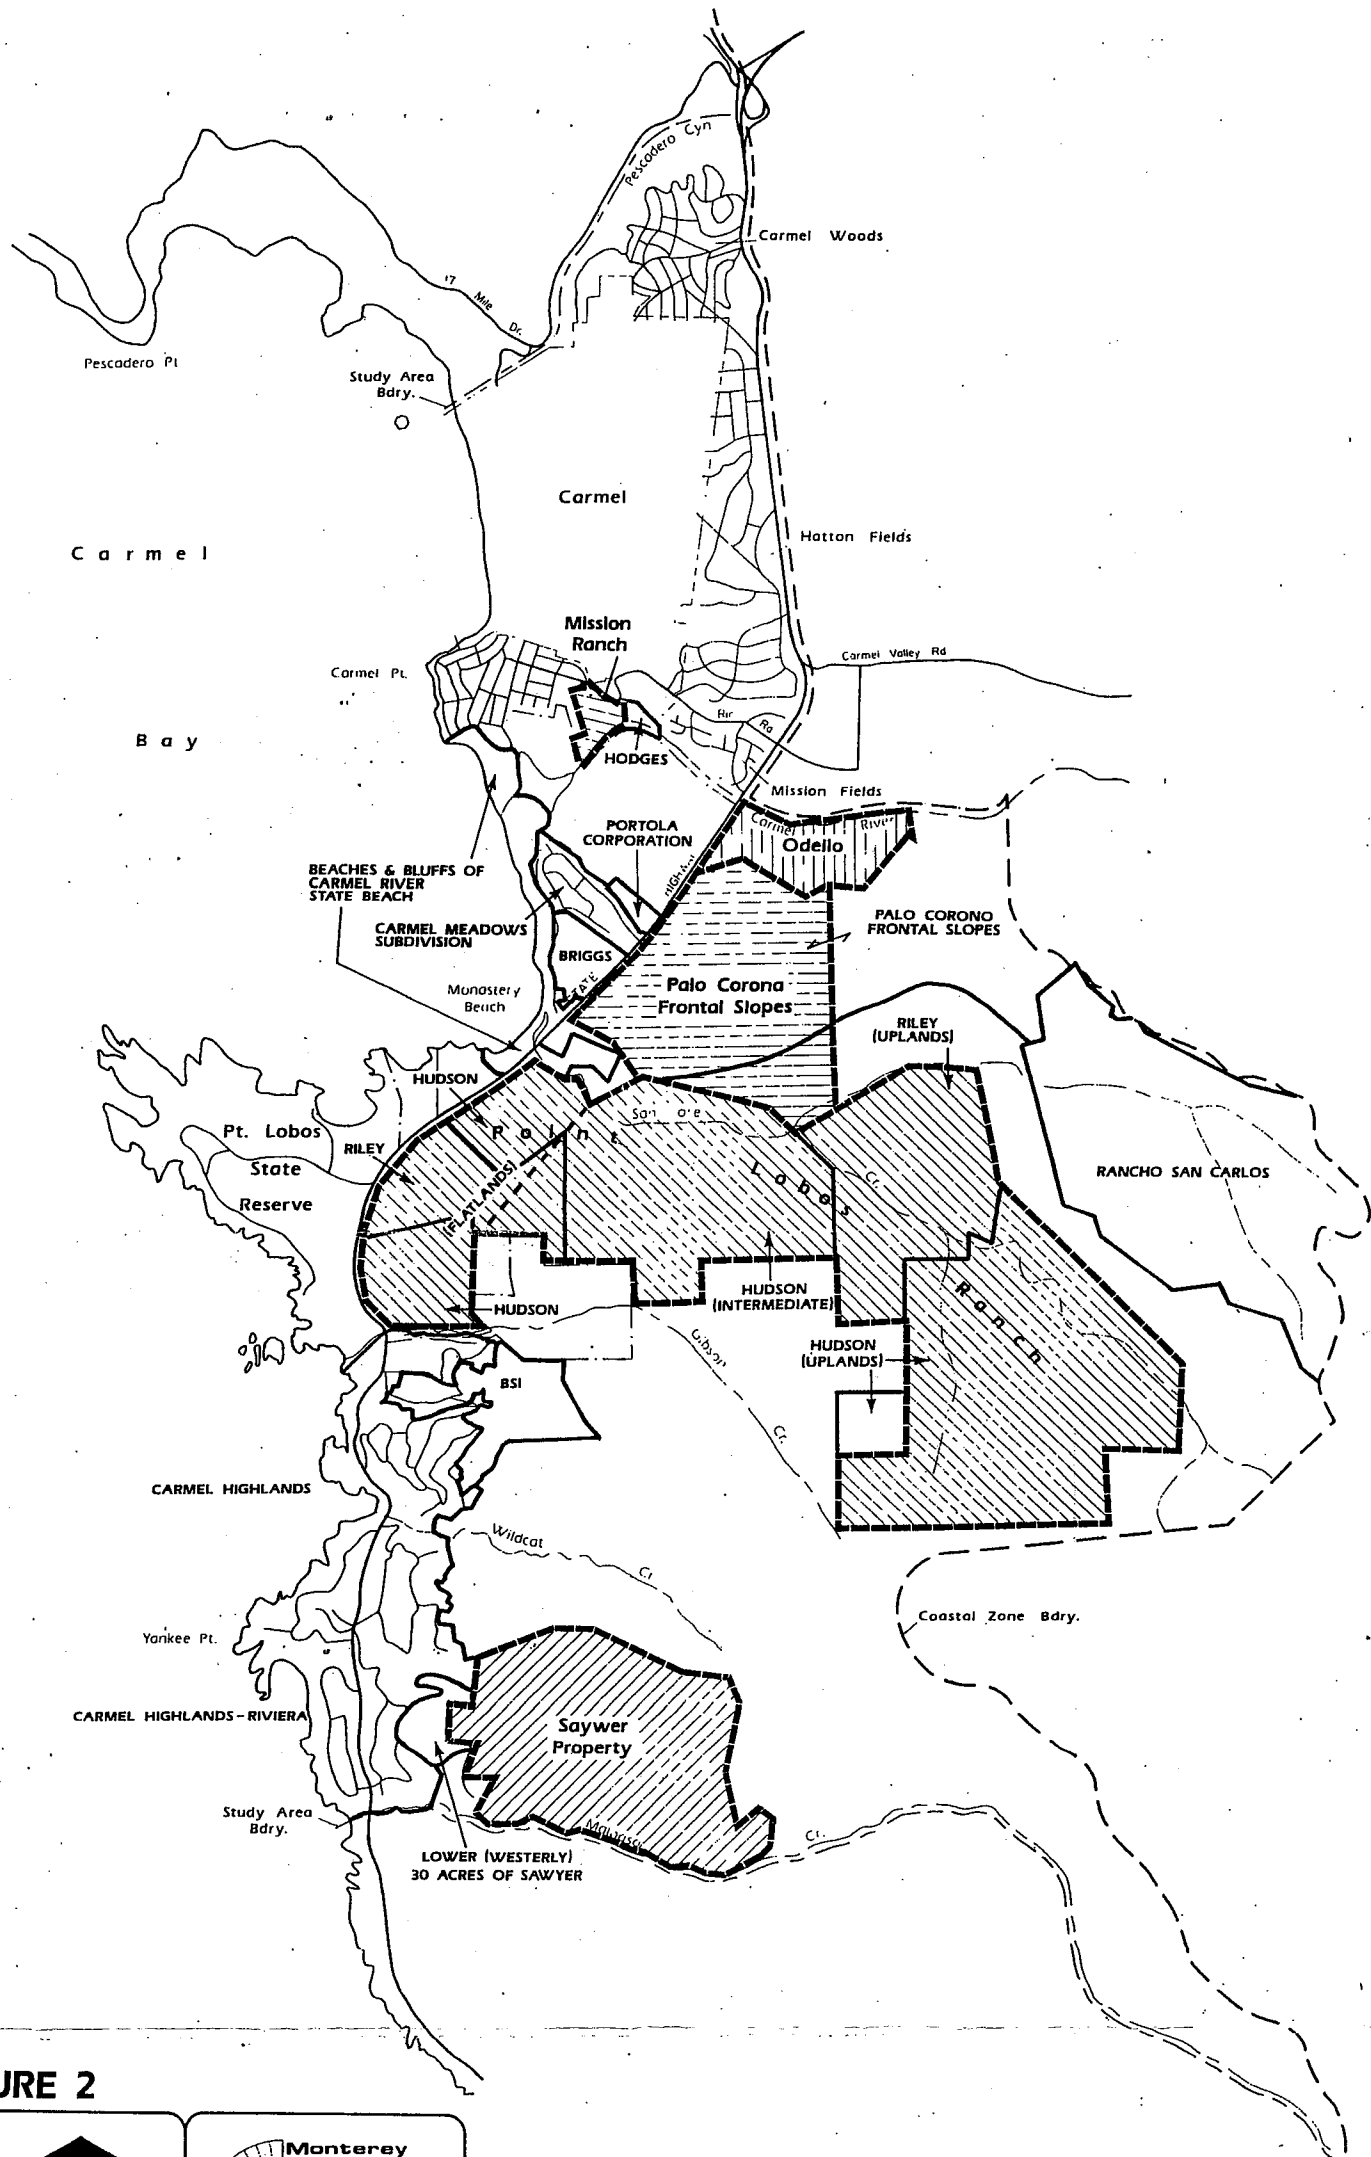 Pescadero Cyn
Carmel Woods
17 Mile Dr.
Pescadero Pt
Study Area
Bdry.
Carmel
Carmel
Hatton Fields
Mission
Ranch
Carmel Valley Rd
Carmel Pt.
Rd
Bay
HODGES
Mission Fields
PORTOLA
CORPORATION
Carmel River
Odello
BEACHES & BLUFFS OF
CARMEL RIVER
STATE BEACH
PALO CORONO
FRONTAL SLOPES
CARMEL MEADOWS
SUBDIVISION
BRIGGS
STATE
Palo Corona
Frontal Slopes
Monastery
Beach
RILEY
(UPLANDS)
HUDSON
Pt. Lobos
State
Reserve
RILEY
Point
Lobos
Ranch
San Jose
Cr.
(FLATLANDS)
RANCHO SAN CARLOS
HUDSON
(INTERMEDIATE)
HUDSON
Gibson
Cr.
HUDSON
(UPLANDS)
BSI
CARMEL HIGHLANDS
Wildcat
Cr
Coastal Zone Bdry.
Yankee Pt.
CARMEL HIGHLANDS-RIVIERA
Saywer
Property
Study Area
Bdry.
Cr.
LOWER (WESTERLY)
30 ACRES OF SAWYER
URE 2
Monterey